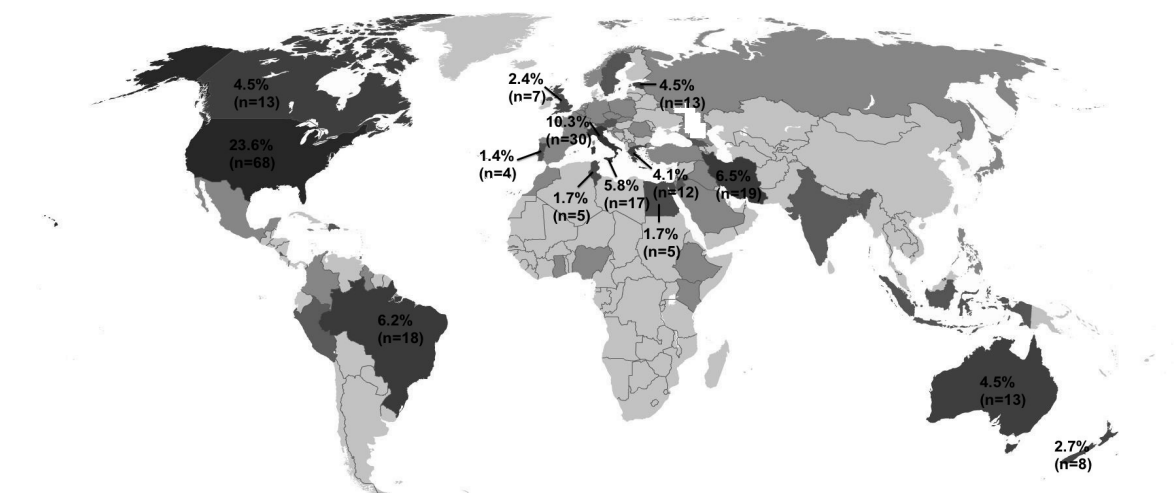 4.5%
(n=13)
23.6%
(n=68)
6.2%
(n=18)
2.4%
(n=7)
4.5%
(n=13)
10.3%
(n=30)
1.4%
(n=4)
1.7%
(n=5)
5.8%
(n=17)
4.1%
(n=12)
1.7%
(n=5)
6.5%
(n=19)
4.5%
(n=13)
2.7%
(n=8)